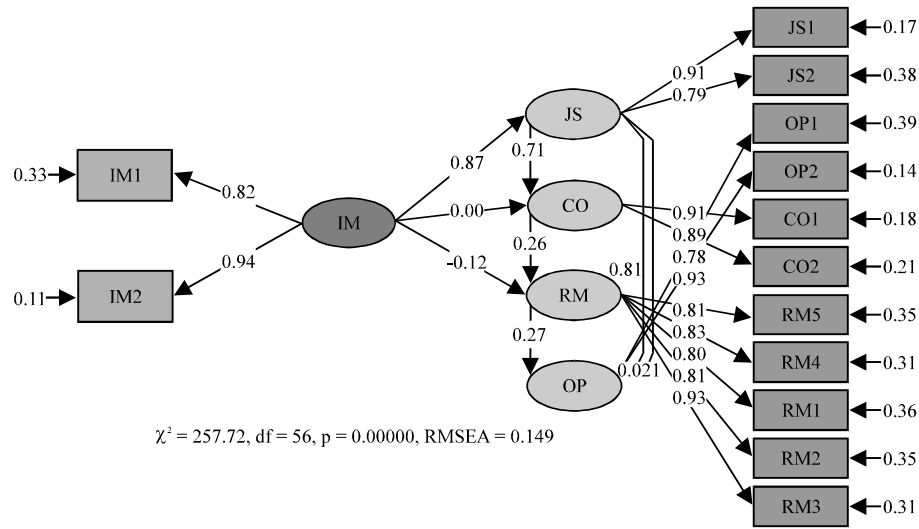 JS1
0.17
JS2
0.38
OP1
0.39
OP2
0.14
CO1
0.18
CO2
0.21
RM5
0.35
RM4
0.31
RM1
0.36
RM2
0.35
RM3
0.31
0.91
0.79
0.91
0.89
0.78
0.93
0.81
0.83
0.80
0.81
0.93
JS
0.71
CO
0.26
RM
0.27
OP
0.81
0.021
0.87
0.00
-0.12
IM
0.82
0.94
0.33
IM1
0.11
IM2
χ² = 257.72, df = 56, p = 0.00000, RMSEA = 0.149